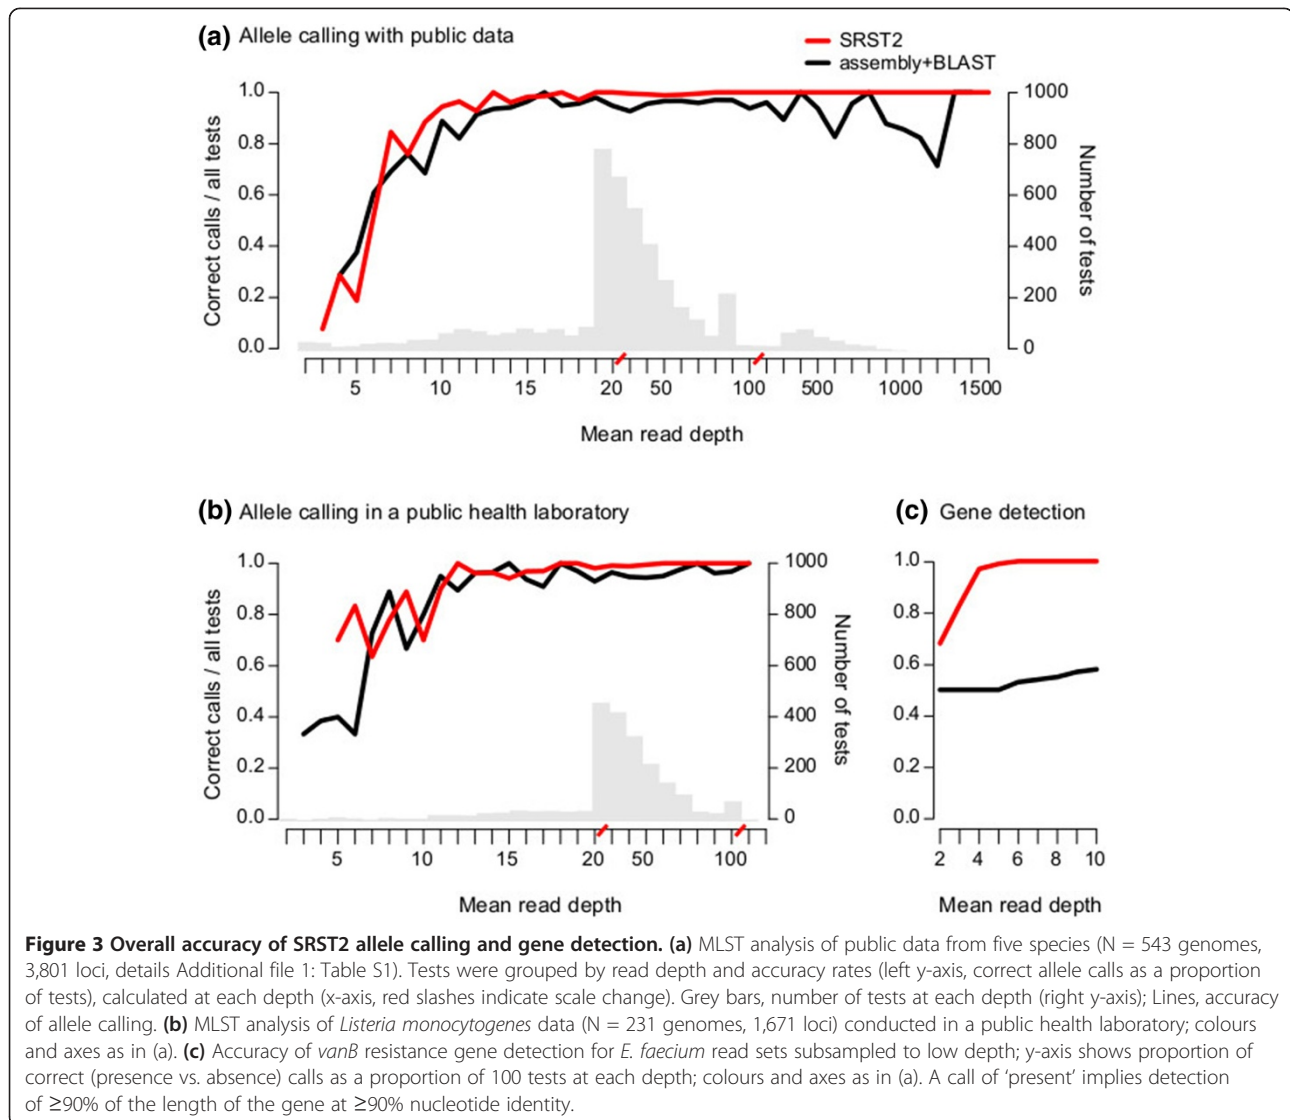 (a) Allele calling with public data
SRST2
assembly+BLAST
Correct calls / all tests
1.0
0.8
0.6
0.4
0.2
0.0
1000
800
600
400
200
0
Number of tests
5 10 15 20 50 100 500 1000 1500
Mean read depth
(b) Allele calling in a public health laboratory
Correct calls / all tests
1.0
0.8
0.6
0.4
0.2
0.0
1000
800
600
400
200
0
Number of tests
5 10 15 20 50 100
Mean read depth
(c) Gene detection
1.0
0.8
0.6
0.4
0.2
0.0
2 4 6 8 10
Mean read depth
Figure 3 Overall accuracy of SRST2 allele calling and gene detection. (a) MLST analysis of public data from five species (N = 543 genomes,
3,801 loci, details Additional file 1: Table S1). Tests were grouped by read depth and accuracy rates (left y-axis, correct allele calls as a proportion
of tests), calculated at each depth (x-axis, red slashes indicate scale change). Grey bars, number of tests at each depth (right y-axis); Lines, accuracy
of allele calling. (b) MLST analysis of Listeria monocytogenes data (N = 231 genomes, 1,671 loci) conducted in a public health laboratory; colours
and axes as in (a). (c) Accuracy of vanB resistance gene detection for E. faecium read sets subsampled to low depth; y-axis shows proportion of
correct (presence vs. absence) calls as a proportion of 100 tests at each depth; colours and axes as in (a). A call of ‘present’ implies detection
of ≥90% of the length of the gene at ≥90% nucleotide identity.